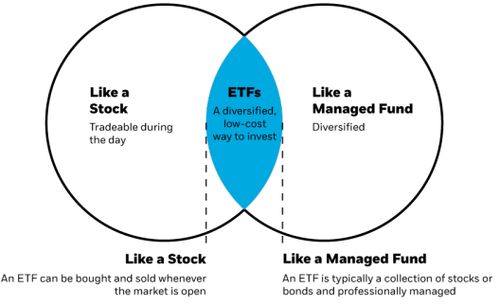 Like a
Stock
Tradeable during
the day
ETFs
A diversified,
low-cost
way to invest
Like a
Managed Fund
Diversified
Like a Stock
An ETF can be bought and sold whenever
the market is open
Like a Managed Fund
An ETF is typically a collection of stocks or
bonds and professionally managed